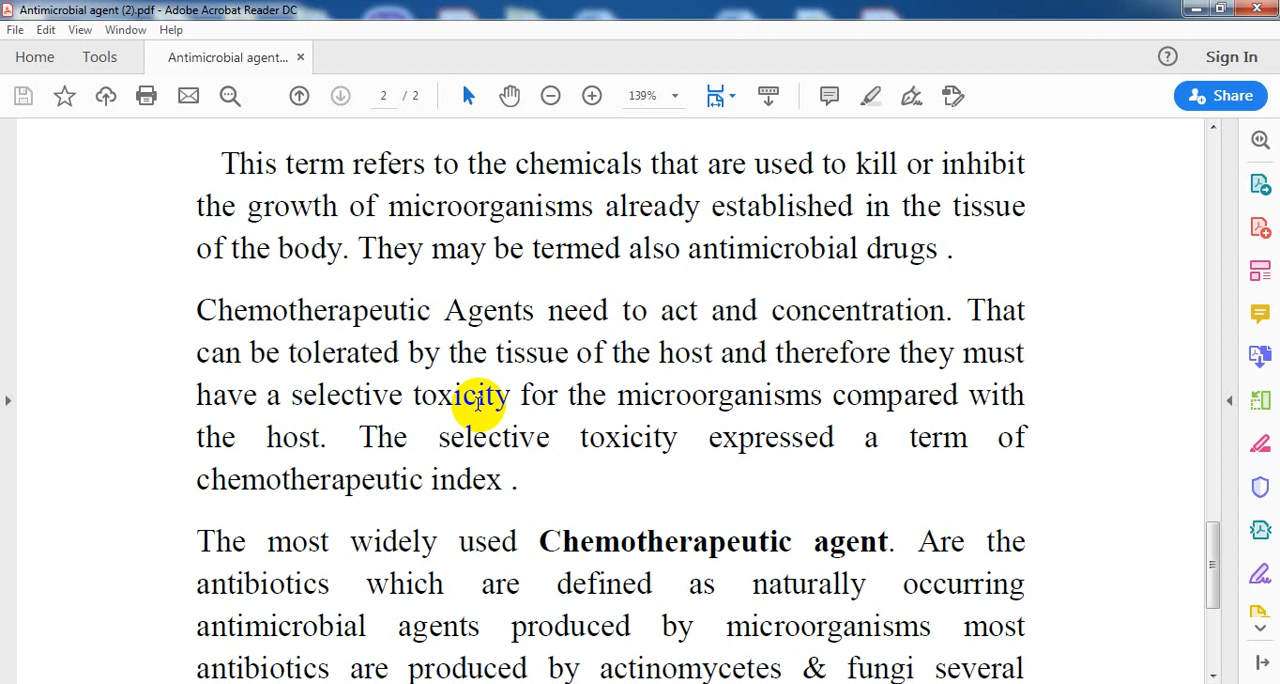 Antimicrobial agent (2).pdf - Adobe Acrobat Reader DC
File Edit View Window Help
Home Tools Antimicrobial agent... × ? Sign In
2 / 2 139% Share
This term refers to the chemicals that are used to kill or inhibit
the growth of microorganisms already established in the tissue
of the body. They may be termed also antimicrobial drugs .
Chemotherapeutic Agents need to act and concentration. That
can be tolerated by the tissue of the host and therefore they must
have a selective toxicity for the microorganisms compared with
the host. The selective toxicity expressed a term of
chemotherapeutic index .
The most widely used Chemotherapeutic agent. Are the
antibiotics which are defined as naturally occurring
antimicrobial agents produced by microorganisms most
antibiotics are produced by actinomycetes & fungi several